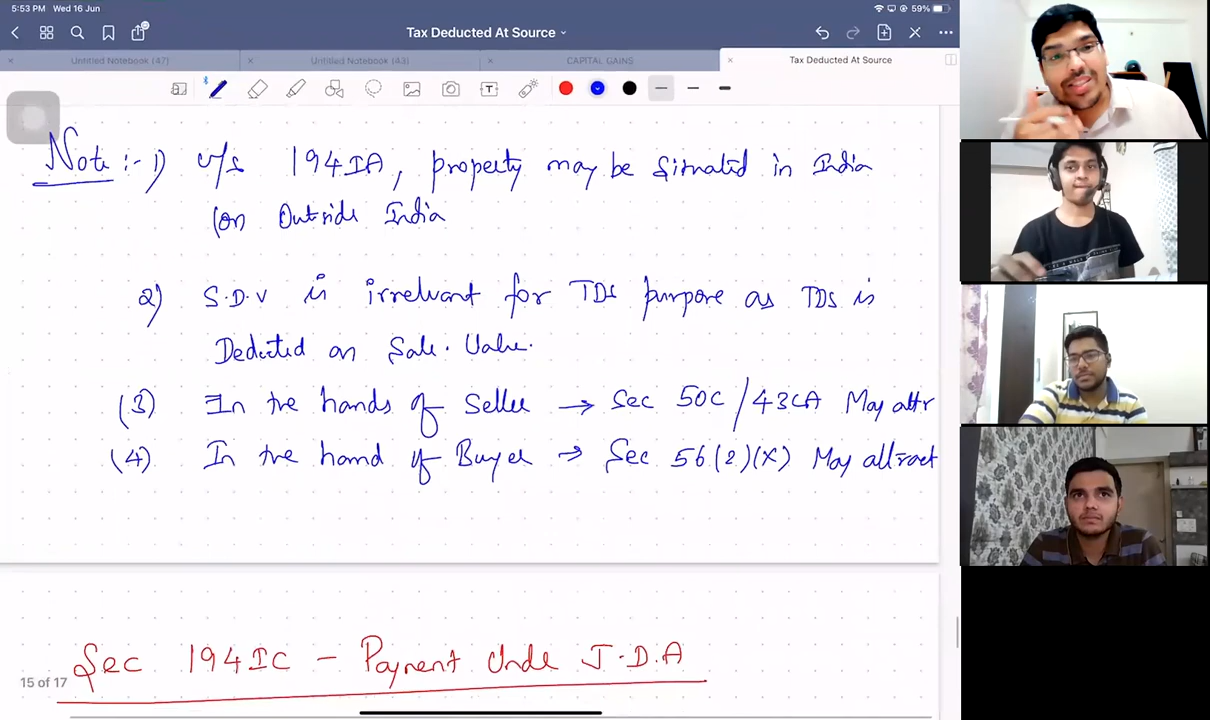 5:53 PM Wed 16 Jun
59%
Tax Deducted At Source
Untitled Notebook (47)
Untitled Notebook (43)
CAPITAL GAINS
Tax Deducted At Source
Note :- 1) u/s 194IA, property may be situated in India
(or) Outside India
2) S.D.V is irrelevant for TDS purpose as TDS is
Deducted on Sale Value.
(3) In the hands of Seller → Sec 50C / 43CA May attr
(4) In the hand of Buyer → Sec 56(2)(x) May attract
Sec 194IC - Payment Under J.D.A
15 of 17